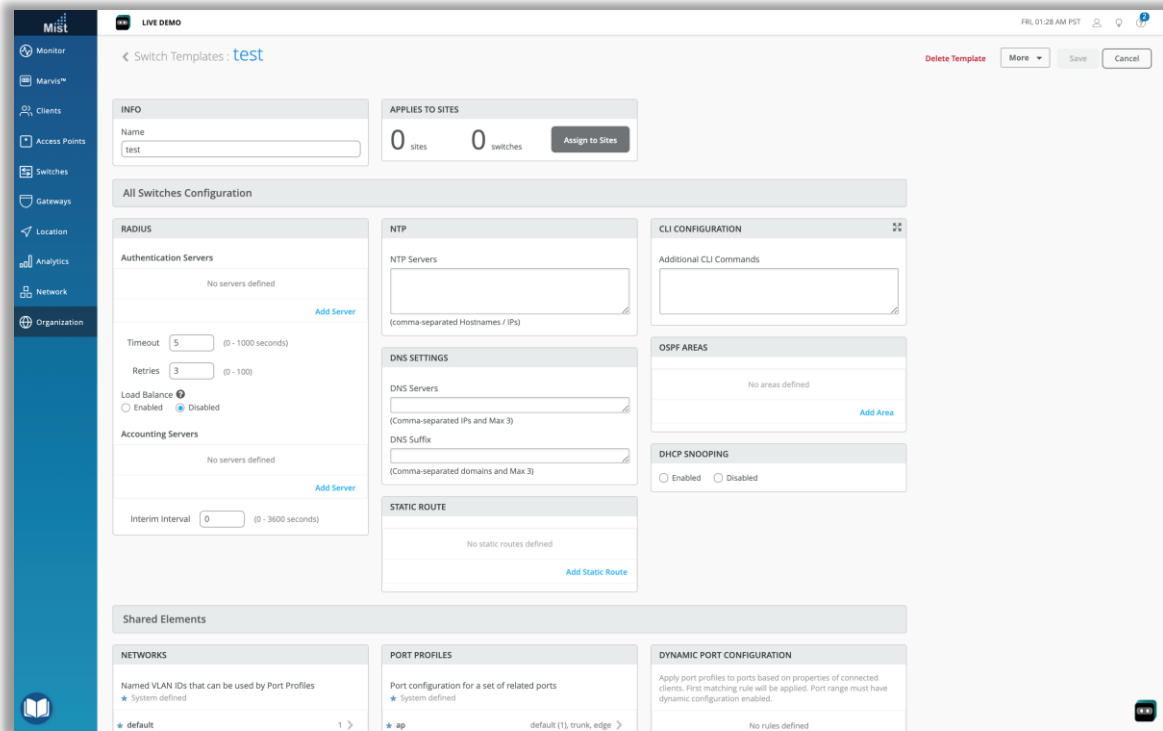 Mist
LIVE DEMO
FRI, 01:28 AM PST
2
Monitor
Marvis™
Clients
Access Points
Switches
Gateways
Location
Analytics
Network
Organization
Switch Templates : test
Delete Template
More
Save
Cancel
INFO
Name
test
APPLIES TO SITES
0 sites
0 switches
Assign to Sites
All Switches Configuration
RADIUS
Authentication Servers
No servers defined
Add Server
Timeout 5 (0 - 1000 seconds)
Retries 3 (0 - 100)
Load Balance ?
Enabled Disabled
Accounting Servers
No servers defined
Add Server
Interim Interval 0 (0 - 3600 seconds)
NTP
NTP Servers
(comma-separated Hostnames / IPs)
DNS SETTINGS
DNS Servers
(Comma-separated IPs and Max 3)
DNS Suffix
(Comma-separated domains and Max 3)
STATIC ROUTE
No static routes defined
Add Static Route
CLI CONFIGURATION
Additional CLI Commands
OSPF AREAS
No areas defined
Add Area
DHCP SNOOPING
Enabled Disabled
Shared Elements
NETWORKS
Named VLAN IDs that can be used by Port Profiles
★ System defined
★ default 1 >
PORT PROFILES
Port configuration for a set of related ports
★ System defined
★ ap default (1), trunk, edge >
DYNAMIC PORT CONFIGURATION
Apply port profiles to ports based on properties of connected
clients. First matching rule will be applied. Port range must have
dynamic configuration enabled.
No rules defined